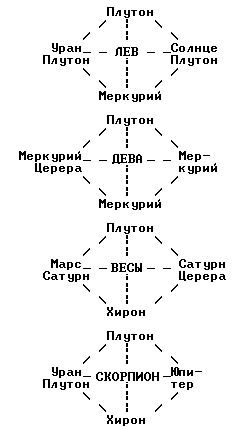 Плутон
Уран Солнце
Плутон ЛЕВ Плутон
Меркурий
Плутон
Меркурий Мер-
Церера ДЕВА курий
Меркурий
Плутон
Марс Сатурн
Сатурн ВЕСЫ Церера
Хирон
Плутон
Уран Юпи-
Плутон СКОРПИОН тер
Хирон